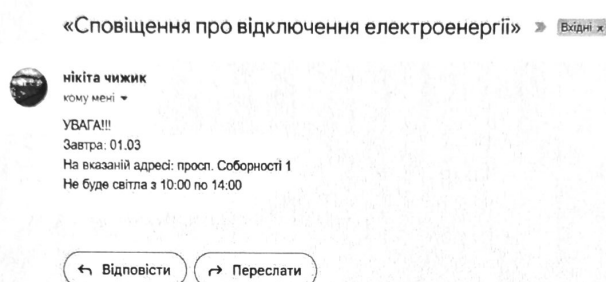 «Сповіщення про відключення електроенергії»
Вхідні ×
нікіта чижик
кому мені
УВАГА!!!
Завтра: 01.03
На вказаній адресі: просп. Соборності 1
Не буде світла з 10:00 по 14:00
Відповісти
Переслати